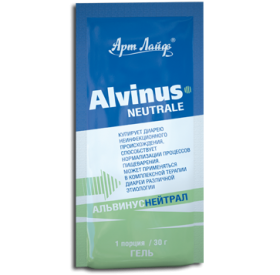 Арт Лайф®
Alvinus®
NEUTRALE
КУПИРУЕТ ДИАРЕЮ
НЕИНФЕКЦИОННОГО
ПРОИСХОЖДЕНИЯ,
СПОСОБСТВУЕТ
НОРМАЛИЗАЦИИ ПРОЦЕССОВ
ПИЩЕВАРЕНИЯ.
МОЖЕТ ПРИМЕНЯТЬСЯ
В КОМПЛЕКСНОЙ ТЕРАПИИ
ДИАРЕИ РАЗЛИЧНОЙ
ЭТИОЛОГИИ
АЛЬВИНУСНЕЙТРАЛ
1 порция / 30 г
ГЕЛЬ